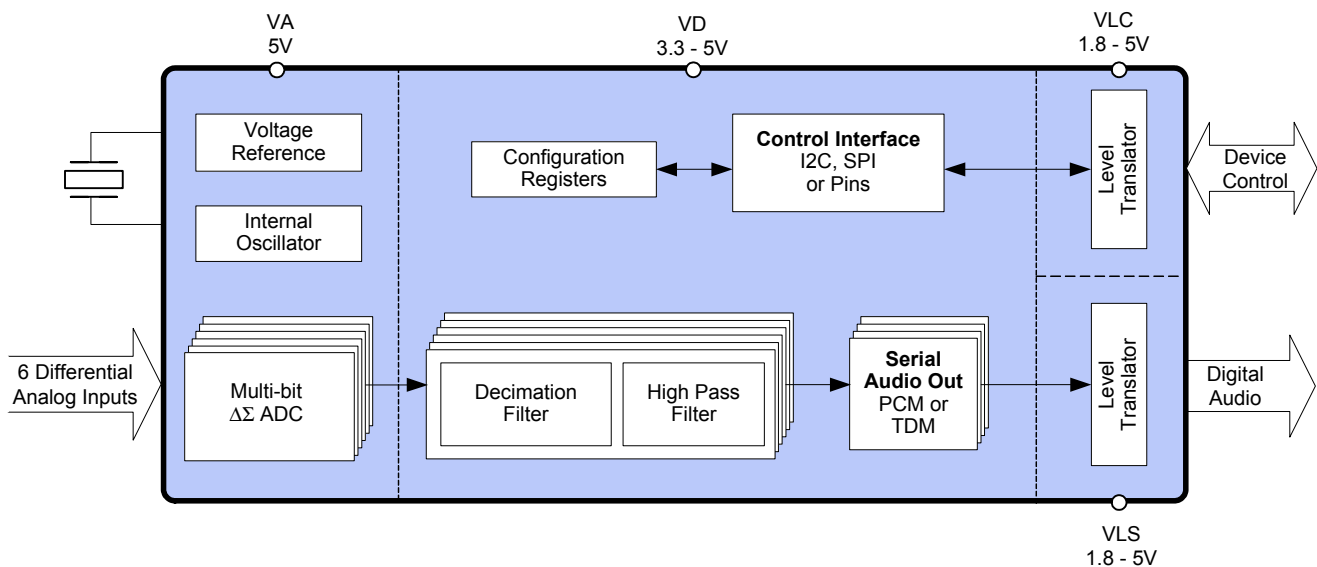 VA
5V
VD
3.3 - 5V
VLC
1.8 - 5V
Voltage
Reference
Internal
Oscillator
Configuration
Registers
Control Interface
I2C, SPI
or Pins
Level
Translator
Device
Control
6 Differential
Analog Inputs
Multi-bit
ΔΣ ADC
Decimation
Filter
High Pass
Filter
Serial
Audio Out
PCM or
TDM
Level
Translator
Digital
Audio
VLS
1.8 - 5V